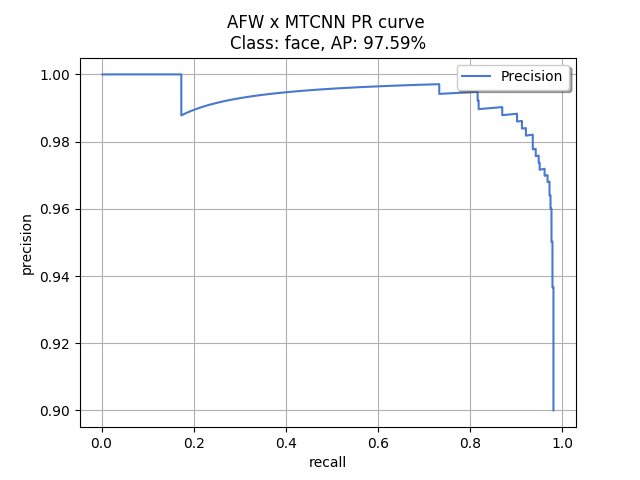 AFW x MTCNN PR curve
Class: face, AP: 97.59%
Precision
1.00
0.98
0.96
0.94
0.92
0.90
precision
0.0 0.2 0.4 0.6 0.8 1.0
recall